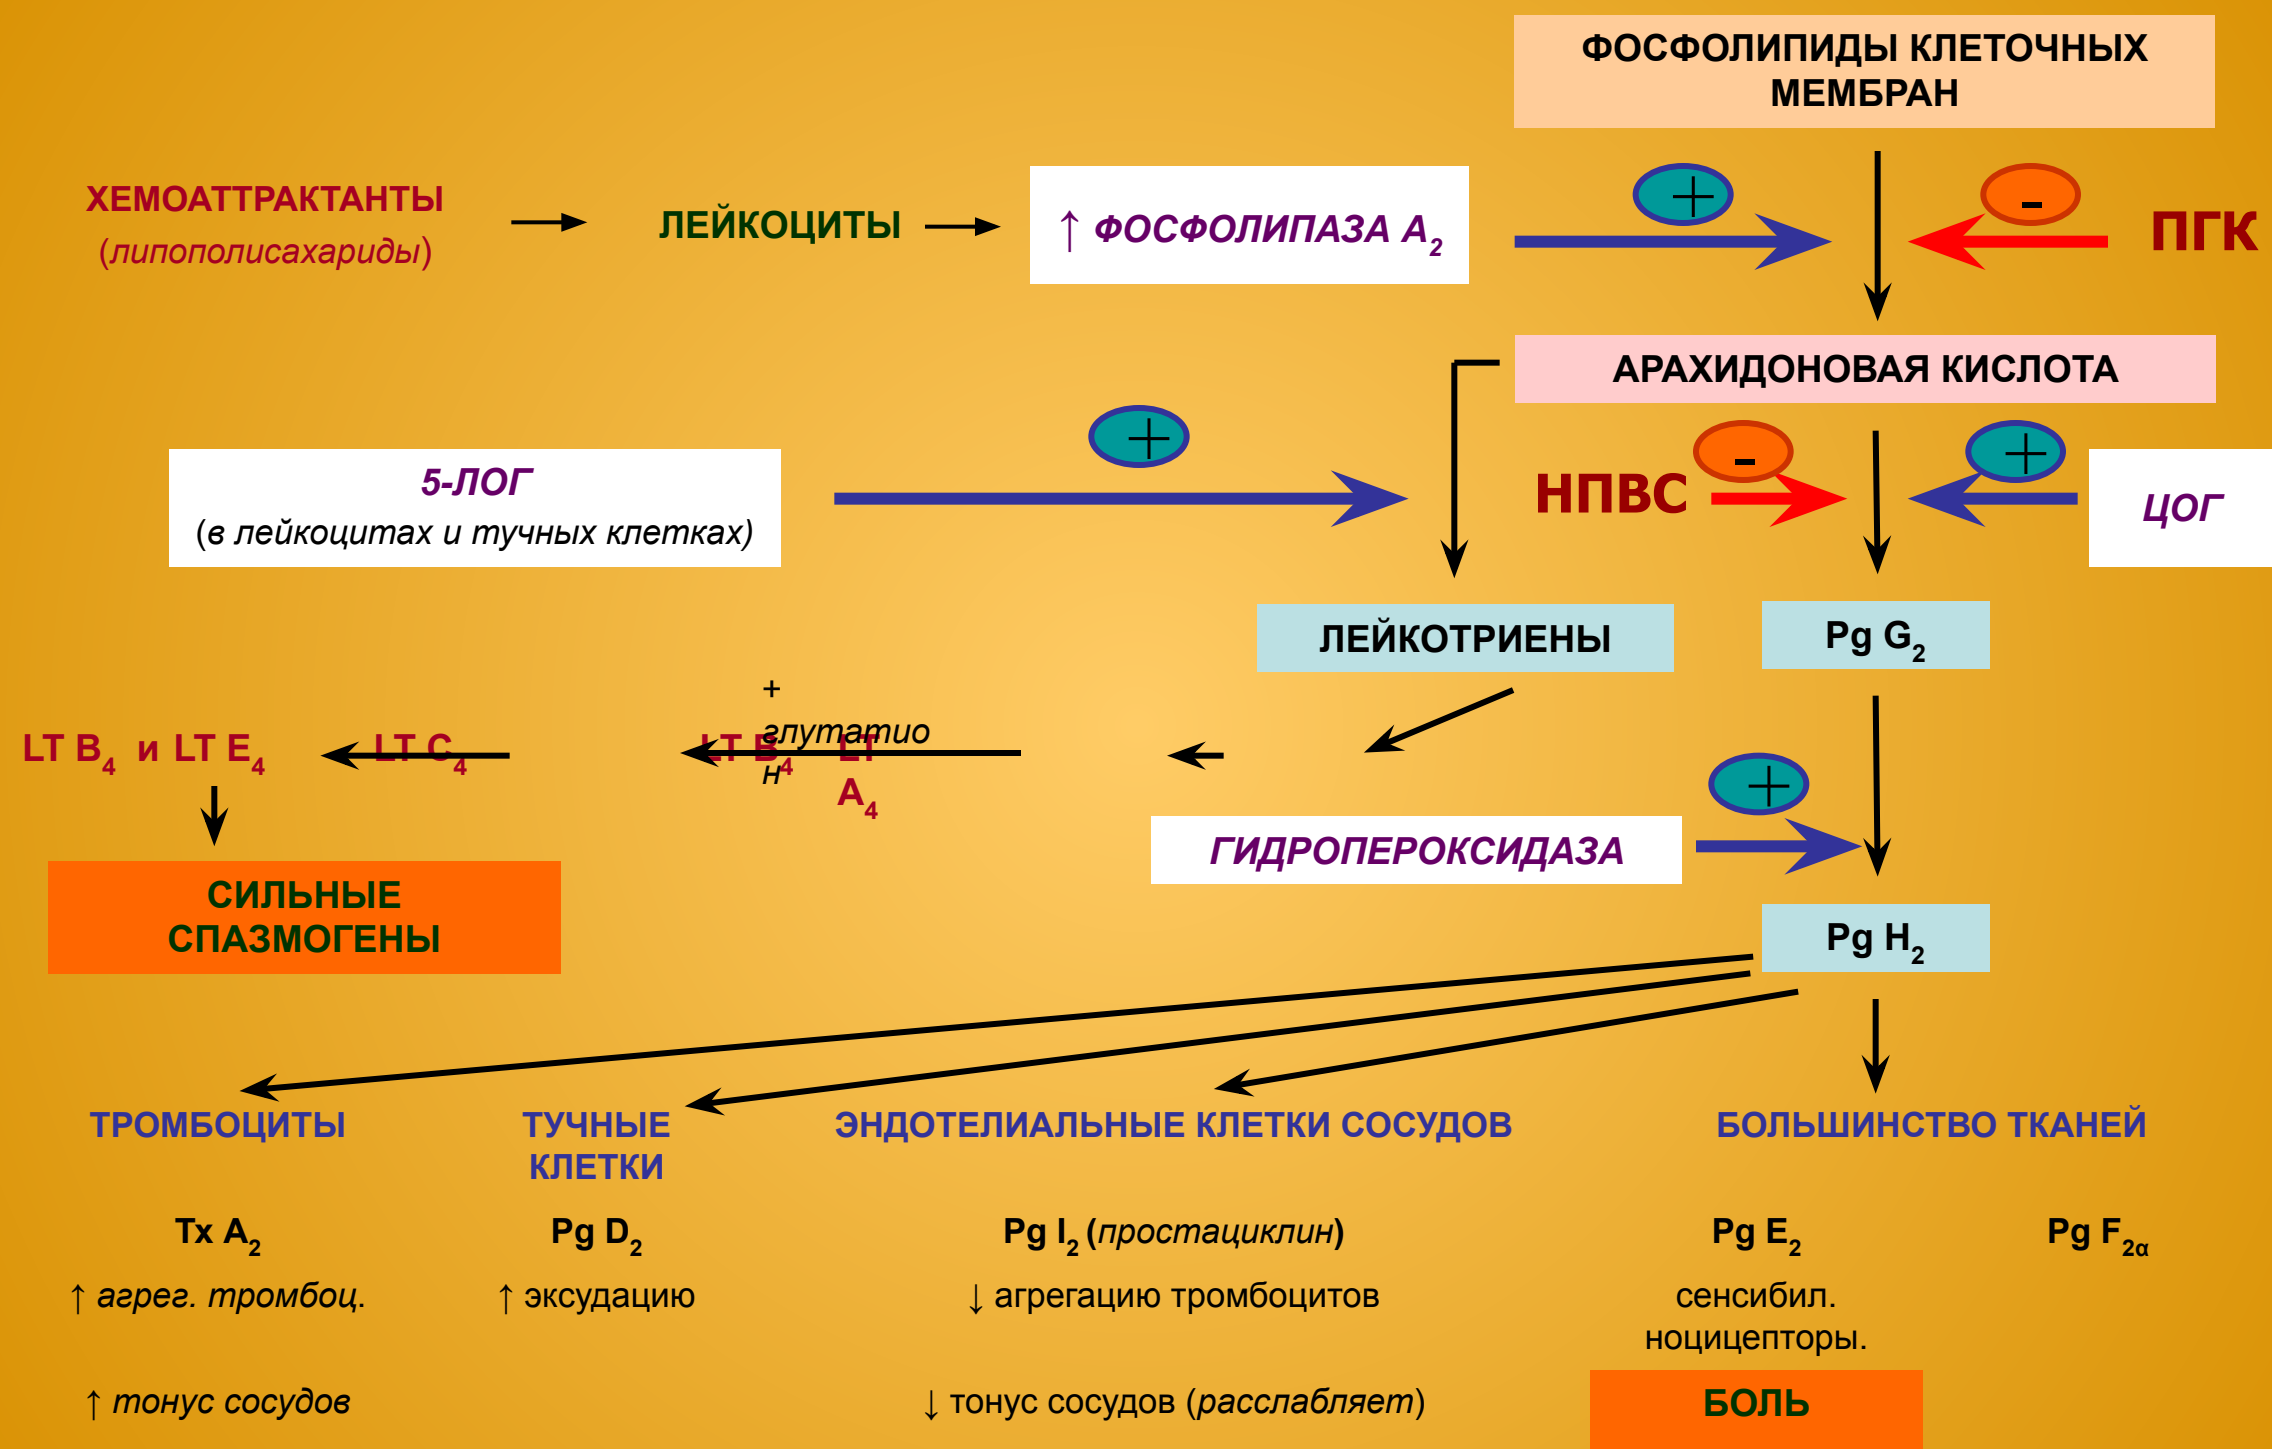 ФОСФОЛИПИДЫ КЛЕТОЧНЫХ
МЕМБРАН
ХЕМОАТТРАКТАНТЫ
(липополисахариды)
ЛЕЙКОЦИТЫ
↑ ФОСФОЛИПАЗА А2
+
-
ПГК
АРАХИДОНОВАЯ КИСЛОТА
5-ЛОГ
(в лейкоцитах и тучных клетках)
+
НПВС
-
+
ЦОГ
ЛЕЙКОТРИЕНЫ
Pg G2
LT B4 и LT E4
LT C4
LT B4
+
глутатио
н
LT
A4
+
ГИДРОПЕРОКСИДАЗА
СИЛЬНЫЕ
СПАЗМОГЕНЫ
Pg H2
ТРОМБОЦИТЫ
ТУЧНЫЕ
КЛЕТКИ
ЭНДОТЕЛИАЛЬНЫЕ КЛЕТКИ СОСУДОВ
БОЛЬШИНСТВО ТКАНЕЙ
Tx A2
Pg D2
Pg I2 (простациклин)
Pg E2
Pg F2α
↑ агрег. тромбоц.
↑ эксудацию
↓ агрегацию тромбоцитов
сенсибил.
ноцицепторы.
↑ тонус сосудов
↓ тонус сосудов (расслабляет)
БОЛЬ